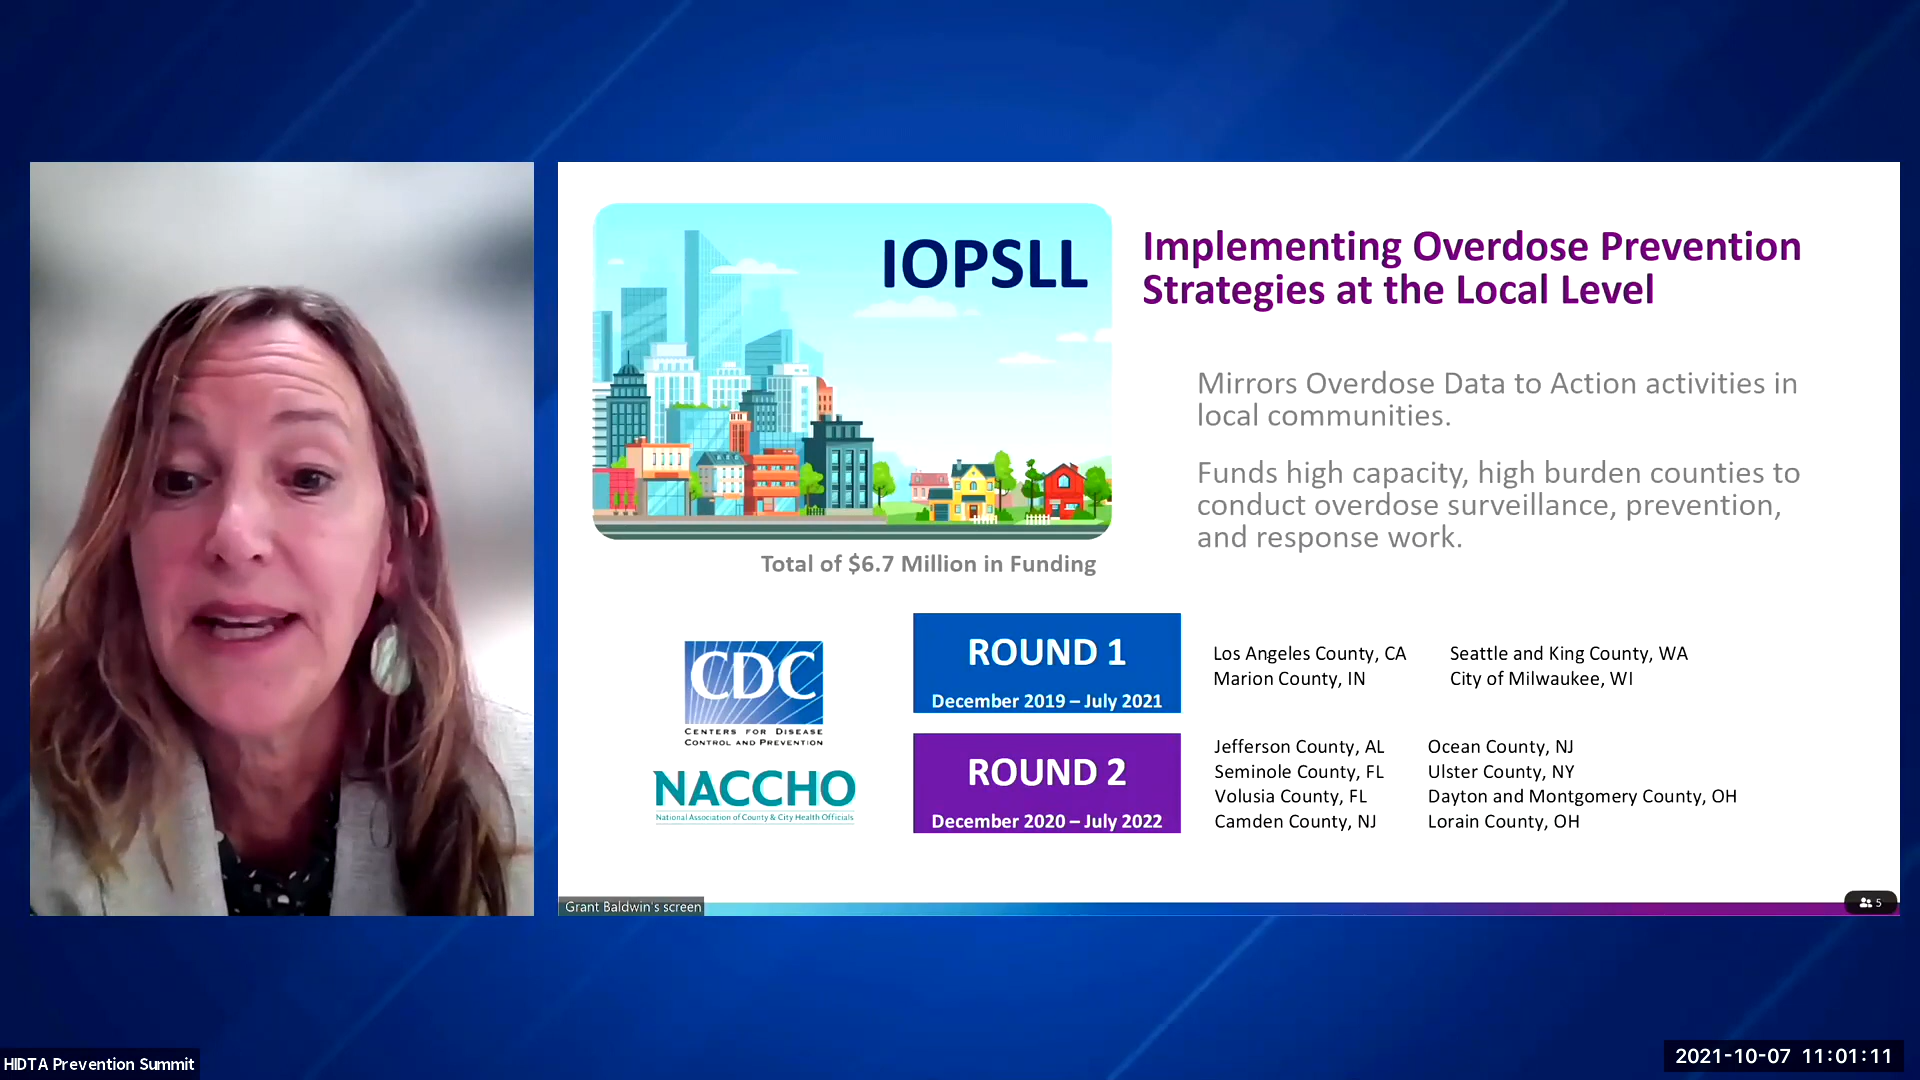 IOPSLL
Implementing Overdose Prevention
Strategies at the Local Level
Mirrors Overdose Data to Action activities in
local communities.
Funds high capacity, high burden counties to
conduct overdose surveillance, prevention,
and response work.
Total of $6.7 Million in Funding
CDC
CENTERS FOR DISEASE
CONTROL AND PREVENTION
NACCHO
National Association of County & City Health Officials
ROUND 1
December 2019 – July 2021
Los Angeles County, CA
Marion County, IN
Seattle and King County, WA
City of Milwaukee, WI
ROUND 2
December 2020 – July 2022
Jefferson County, AL
Seminole County, FL
Volusia County, FL
Camden County, NJ
Ocean County, NJ
Ulster County, NY
Dayton and Montgomery County, OH
Lorain County, OH
Grant Baldwin's screen
5
HIDTA Prevention Summit
2021-10-07 11:01:11